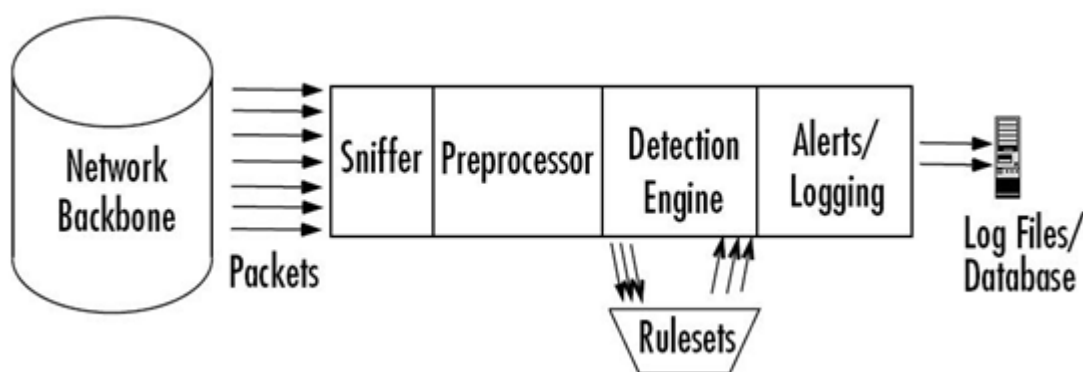 Network
Backbone
Packets
Sniffer
Preprocessor
Detection
Engine
Alerts/
Logging
Rulesets
Log Files/
Database